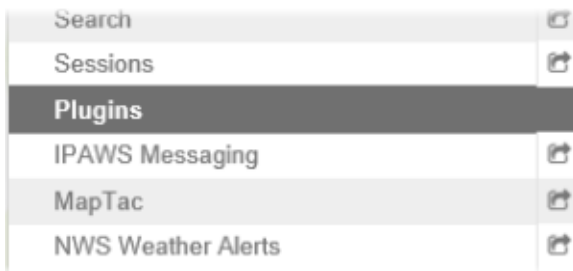 Search
Sessions
Plugins
IPAWS Messaging
MapTac
NWS Weather Alerts